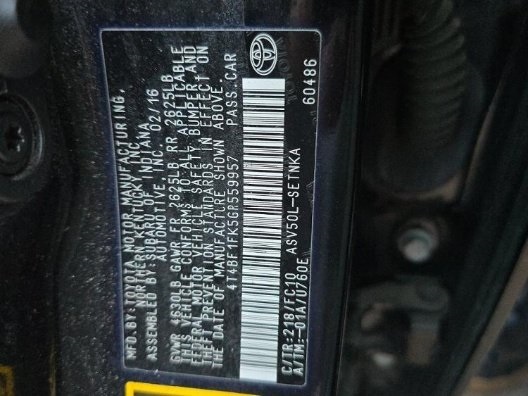 MFD. BY: TOYOTA MOTOR MANUFACTURING,
NORTHERN KENTUCKY, INC.
ASSEMBLED BY: SUBARU OF INDIANA
AUTOMOTIVE, INC. 02/16
GVWR 4630LB GAWR FR 2625LB RR 2625LB
THIS VEHICLE CONFORMS TO ALL APPLICABLE
FEDERAL MOTOR VEHICLE SAFETY, BUMPER, AND
THEFT PREVENTION STANDARDS IN EFFECT ON
THE DATE OF MANUFACTURE SHOWN ABOVE.
4T4BF1FK5GR559957 PASS.CAR
C/TR:218/FC10 ASV50L-SETNKA
A/TM:-01A/U760E 60486